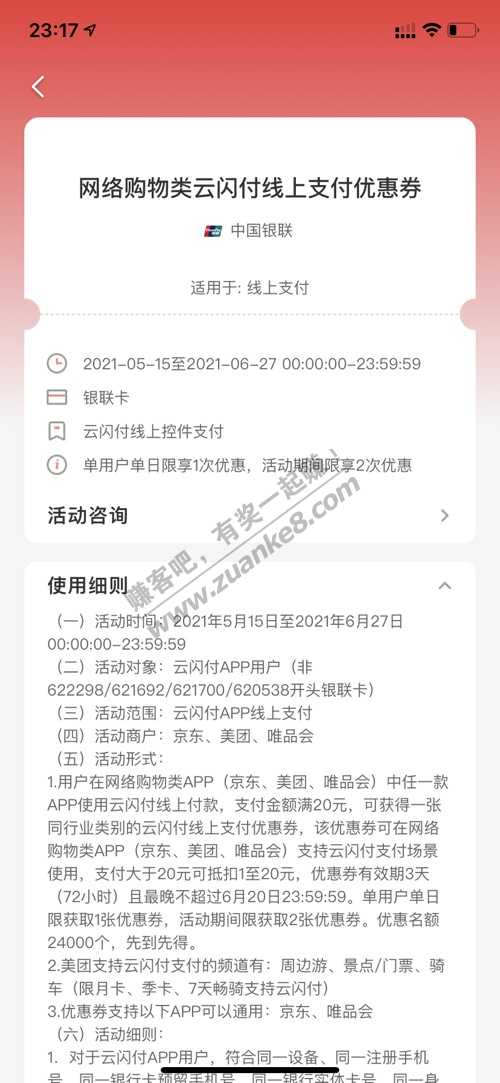 23:17
网络购物类云闪付线上支付优惠券
中国银联
适用于: 线上支付
2021-05-15至2021-06-27 00:00:00-23:59:59
银联卡
云闪付线上控件支付
单用户单日限享1次优惠，活动期间限享2次优惠
活动咨询
赚客吧，有奖一起赚！
www.zuanke8.com
使用细则
（一）活动时间：2021年5月15日至2021年6月27日
00:00:00-23:59:59
（二）活动对象：云闪付APP用户（非
622298/621692/621700/620538开头银联卡）
（三）活动范围：云闪付APP线上支付
（四）活动商户：京东、美团、唯品会
（五）活动形式：
1.用户在网络购物类APP（京东、美团、唯品会）中任一款
APP使用云闪付线上付款，支付金额满20元，可获得一张
同行业类别的云闪付线上支付优惠券，该优惠券可在网络
购物类APP（京东、美团、唯品会）支持云闪付支付场景
使用，支付大于20元可抵扣1至20元，优惠券有效期3天
（72小时）且最晚不超过6月20日23:59:59。单用户单日
限获取1张优惠券，活动期间限获取2张优惠券。优惠名额
24000个，先到先得。
2.美团支持云闪付支付的频道有：周边游、景点/门票、骑
车（限月卡、季卡、7天畅骑支持云闪付）
3.优惠券支持以下APP可以通用：京东、唯品会
（六）活动细则：
1. 对于云闪付APP用户，符合同一设备、同一注册手机
号、同一银行卡预留手机号、同一银行实体卡号、同一身